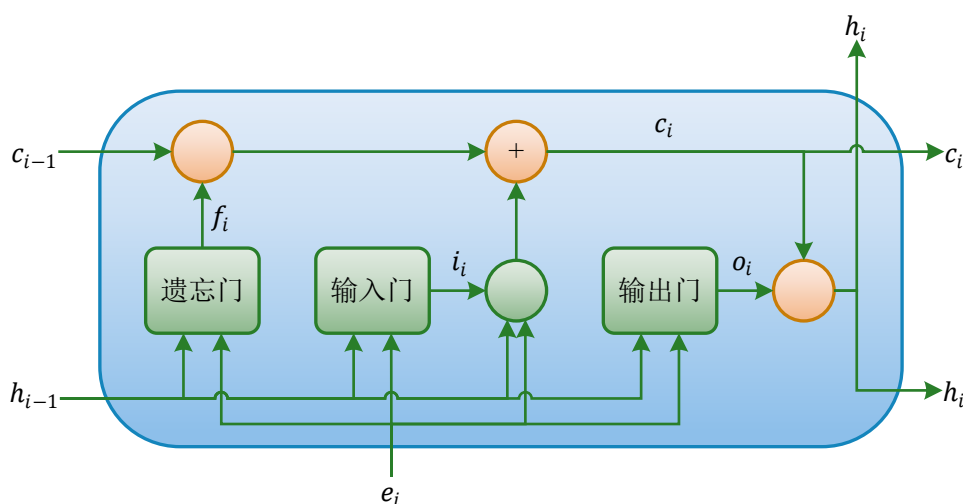 h_i
c_{i−1}
+
c_i
c_i
f_i
遗忘门
输入门
i_i
输出门
o_i
h_{i−1}
h_i
e_i